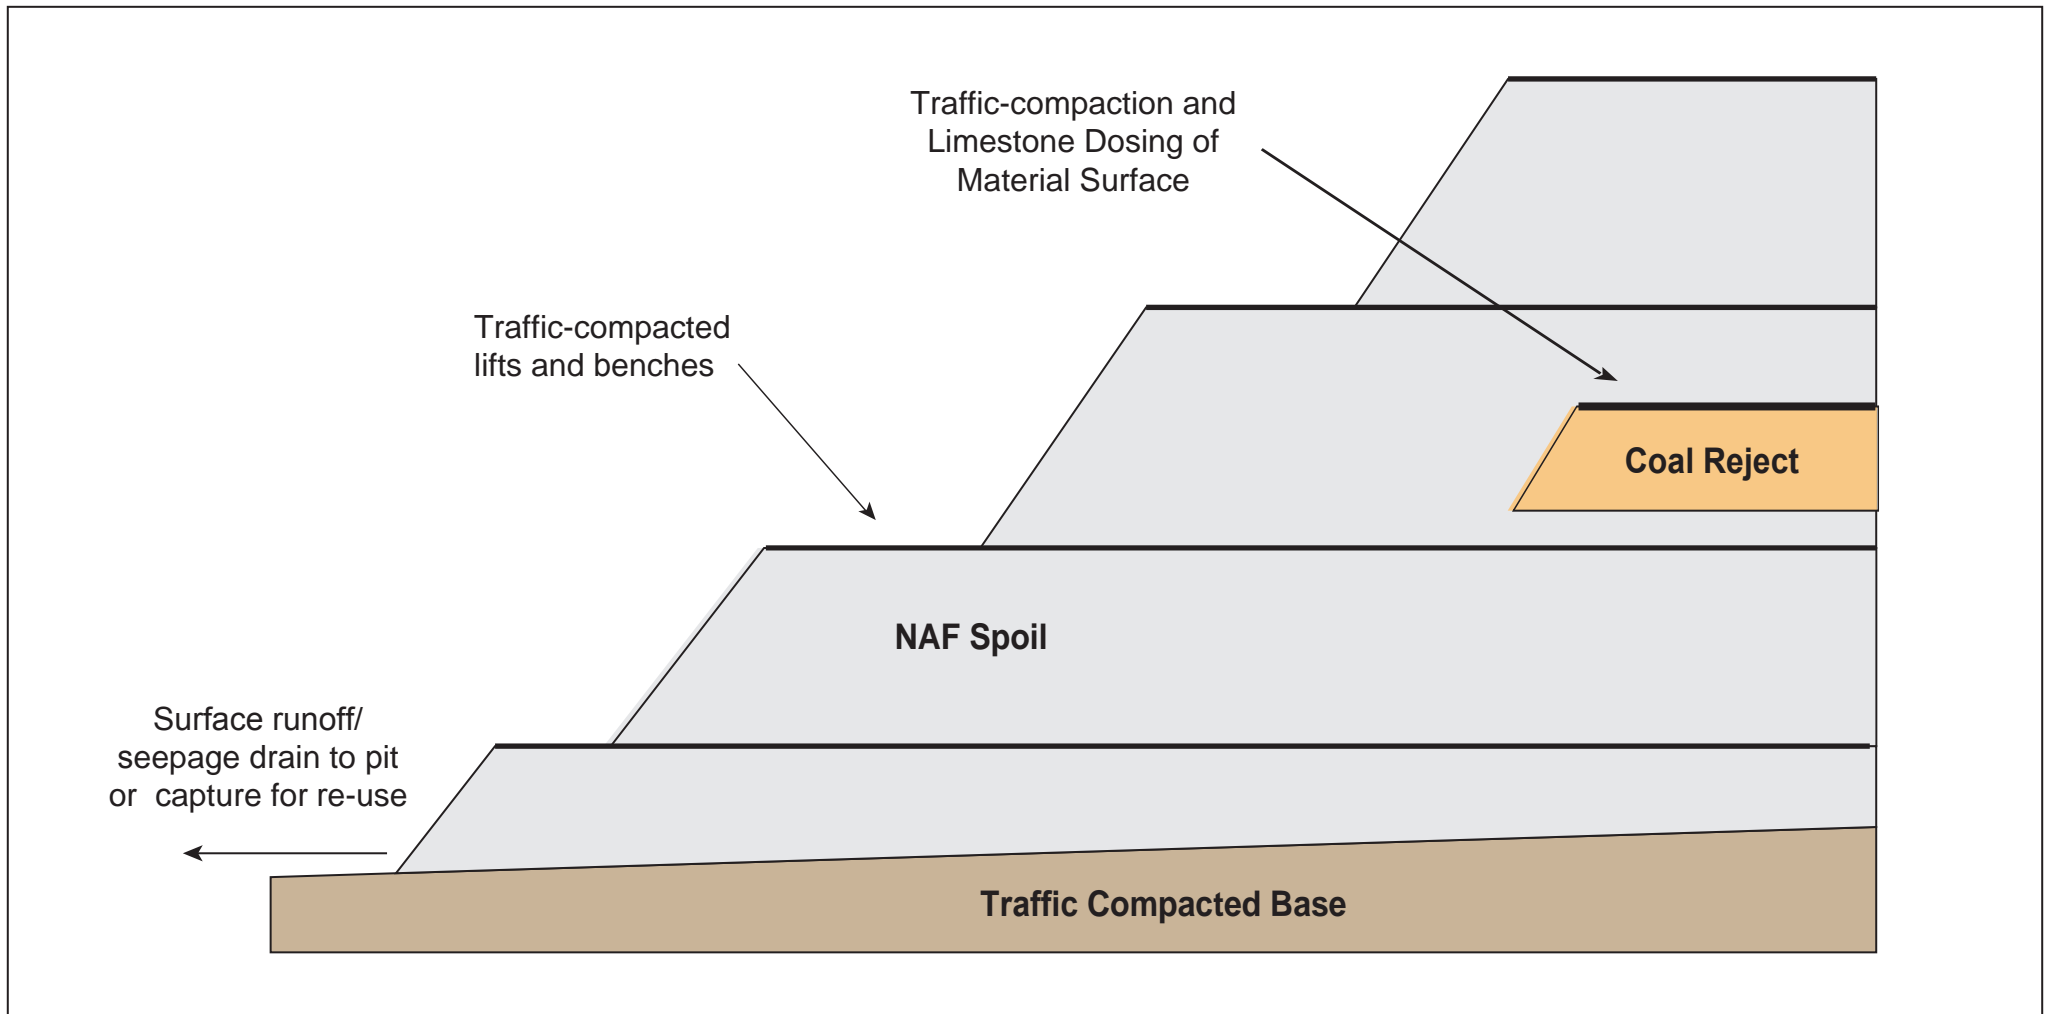 Traffic-compaction and
Limestone Dosing of
Material Surface
Traffic-compacted
lifts and benches
Coal Reject
NAF Spoil
Surface runoff/
seepage drain to pit
or  capture for re-use
Traffic Compacted Base